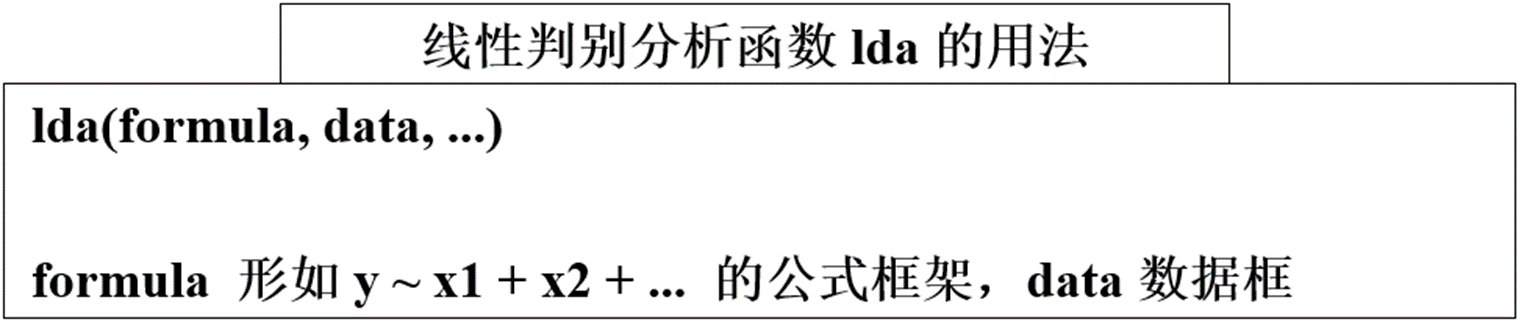 线性判别分析函数 lda 的用法
lda(formula, data, ...)
formula 形如 y ~ x1 + x2 + ... 的公式框架，data 数据框